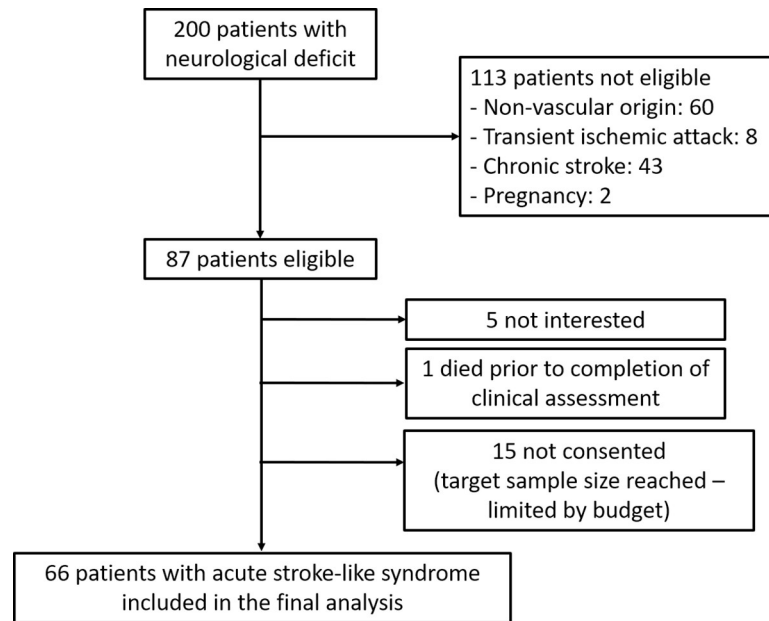 200 patients with
neurological deficit
113 patients not eligible
- Non-vascular origin: 60
- Transient ischemic attack: 8
- Chronic stroke: 43
- Pregnancy: 2
87 patients eligible
5 not interested
1 died prior to completion of
clinical assessment
15 not consented
(target sample size reached –
limited by budget)
66 patients with acute stroke-like syndrome
included in the final analysis